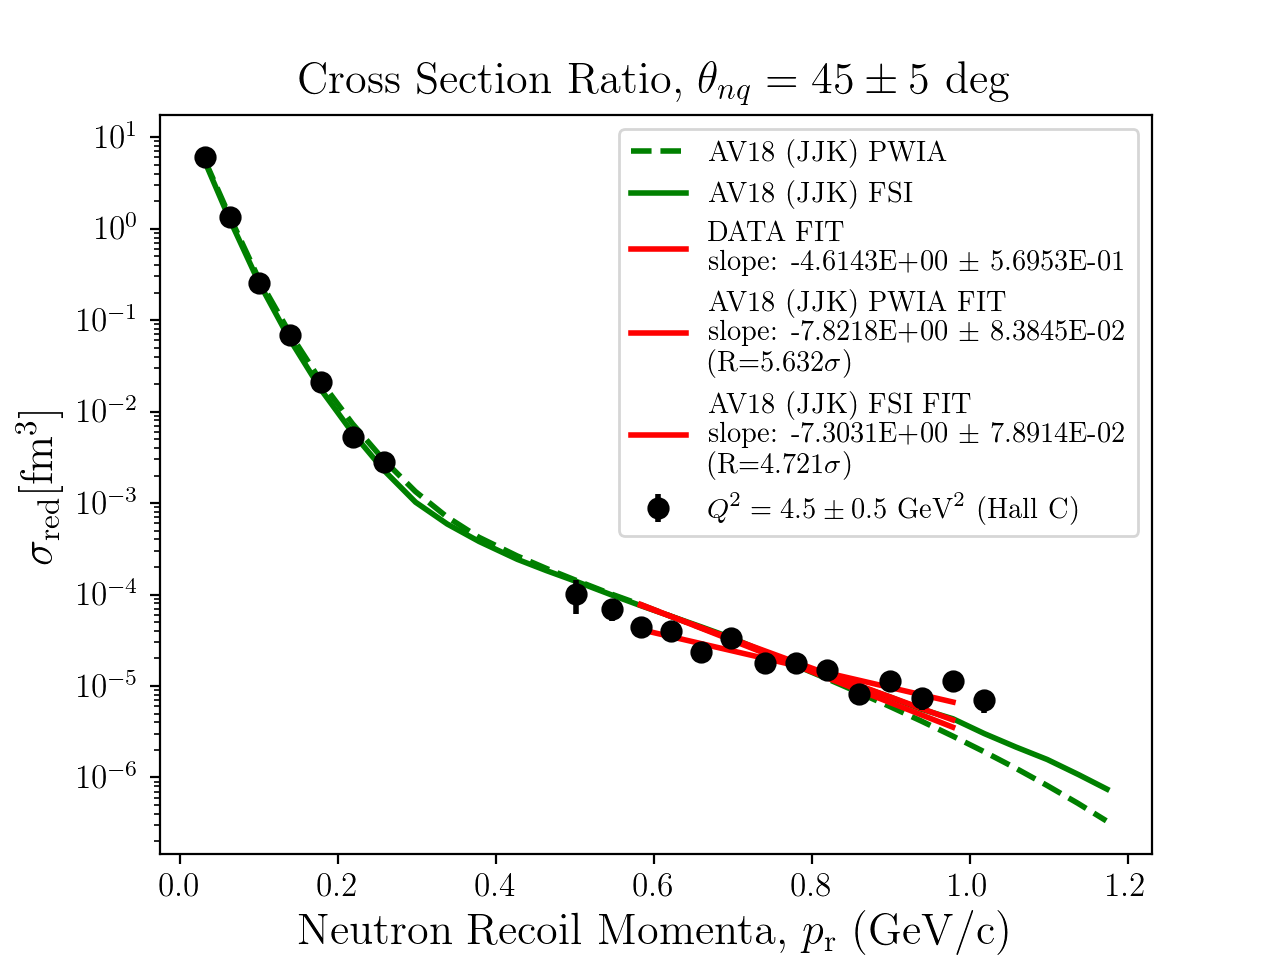 Cross Section Ratio, θnq = 45 ± 5 deg
AV18 (JJK) PWIA
AV18 (JJK) FSI
DATA FIT
slope: -4.6143E+00 ± 5.6953E-01
AV18 (JJK) PWIA FIT
slope: -7.8218E+00 ± 8.3845E-02
(R=5.632σ)
AV18 (JJK) FSI FIT
slope: -7.3031E+00 ± 7.8914E-02
(R=4.721σ)
Q² = 4.5 ± 0.5 GeV² (Hall C)
σred[fm³]
10¹
10⁰
10⁻¹
10⁻²
10⁻³
10⁻⁴
10⁻⁵
10⁻⁶
0.0 0.2 0.4 0.6 0.8 1.0 1.2
Neutron Recoil Momenta, pr (GeV/c)